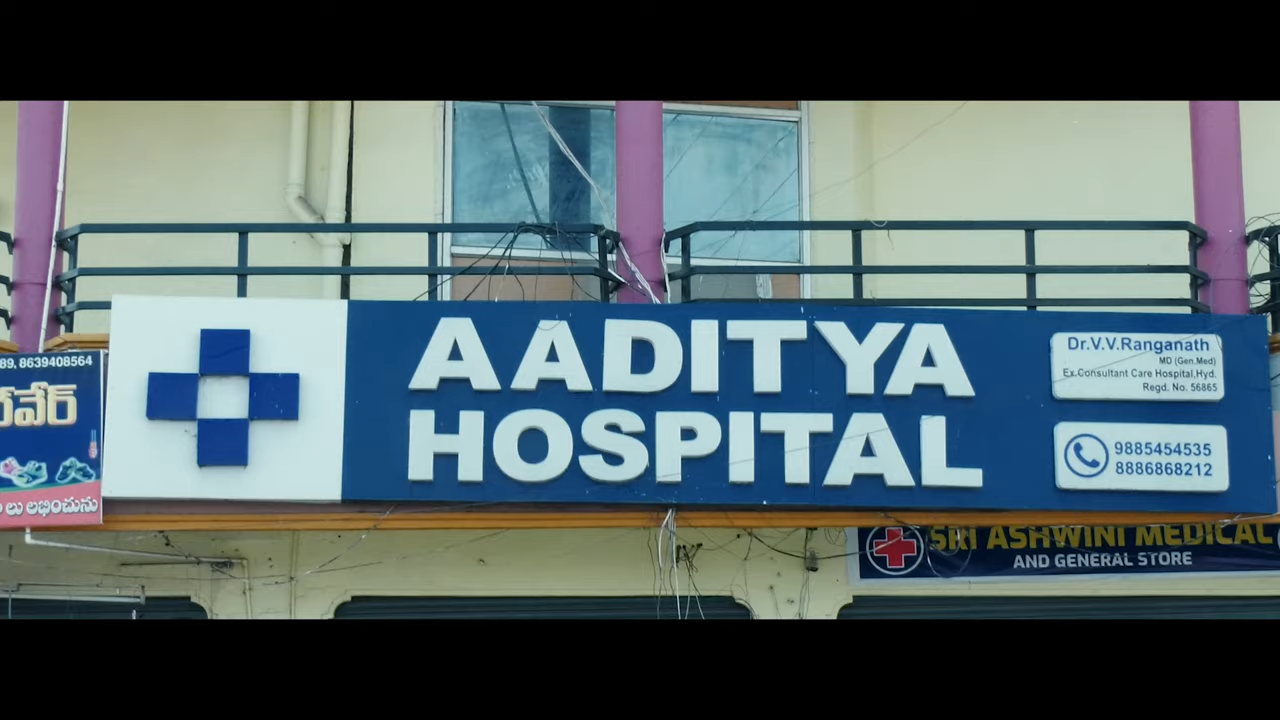 AADITYA
HOSPITAL
Dr.V.V.Ranganath
MD (Gen.Med)
Ex.Consultant Care Hospital,Hyd.
Regd. No. 56865
9885454535
8886868212
89, 8639408564
లు లభించును
SRI ASHWINI MEDICAL
AND GENERAL STORE